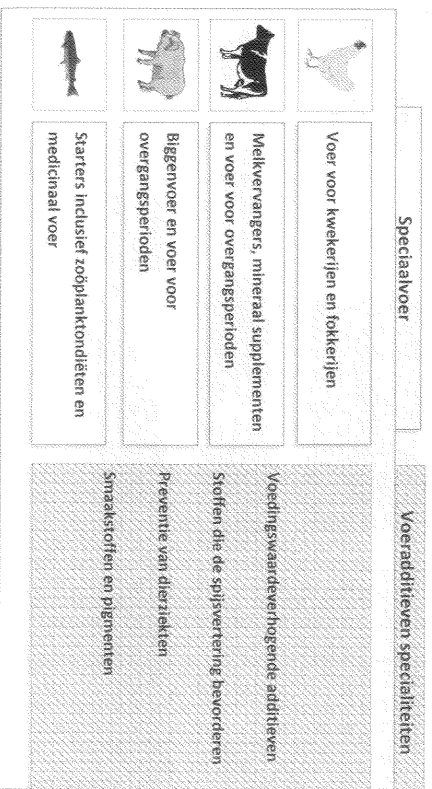 Speciaalvoer
Voer voor kwekerijen en fokkerijen
Melkvervangers, mineraal supplementen
en voer voor overgangsperioden
Biggenvoer en voer voor
overgangsperioden
Starters inclusief zoöplanktondiëten en
medicinaal voer
Voeradditieven specialiteiten
Voedingswaardeverhogende additieven
Stoffen die de spijsvertering bevorderen
Preventie van dierziekten
Smaakstoffen en pigmenten